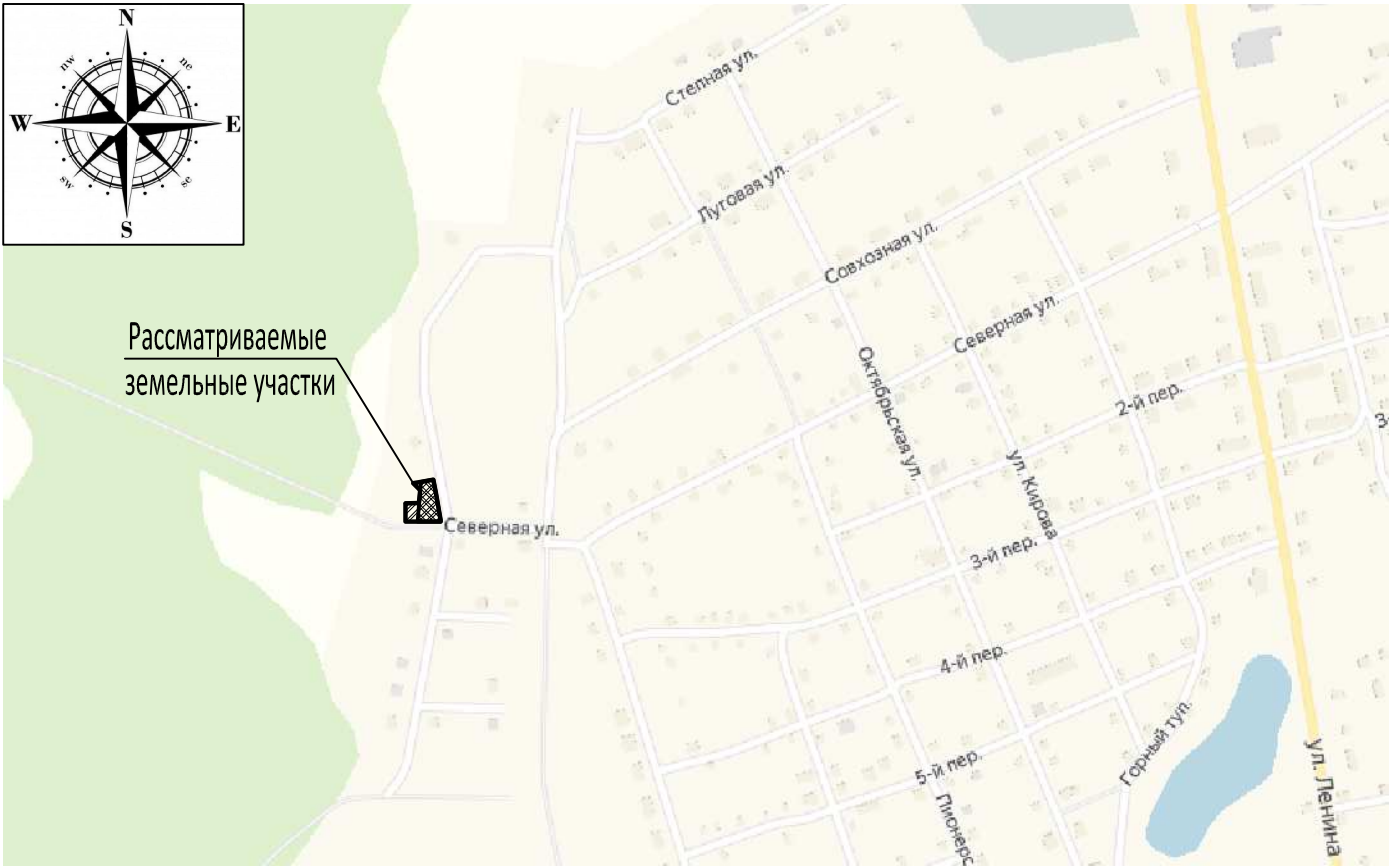 N
nw
ne
W
E
sw
se
S
Степная ул.
Луговая ул.
Совхозная ул.
Северная ул.
Рассматриваемые
земельные участки
Октябрьская ул.
2-й пер.
ул. Кирова
Северная ул.
3-й пер.
4-й пер.
5-й пер.
Горный туп.
Пионерс
ул. Ленина